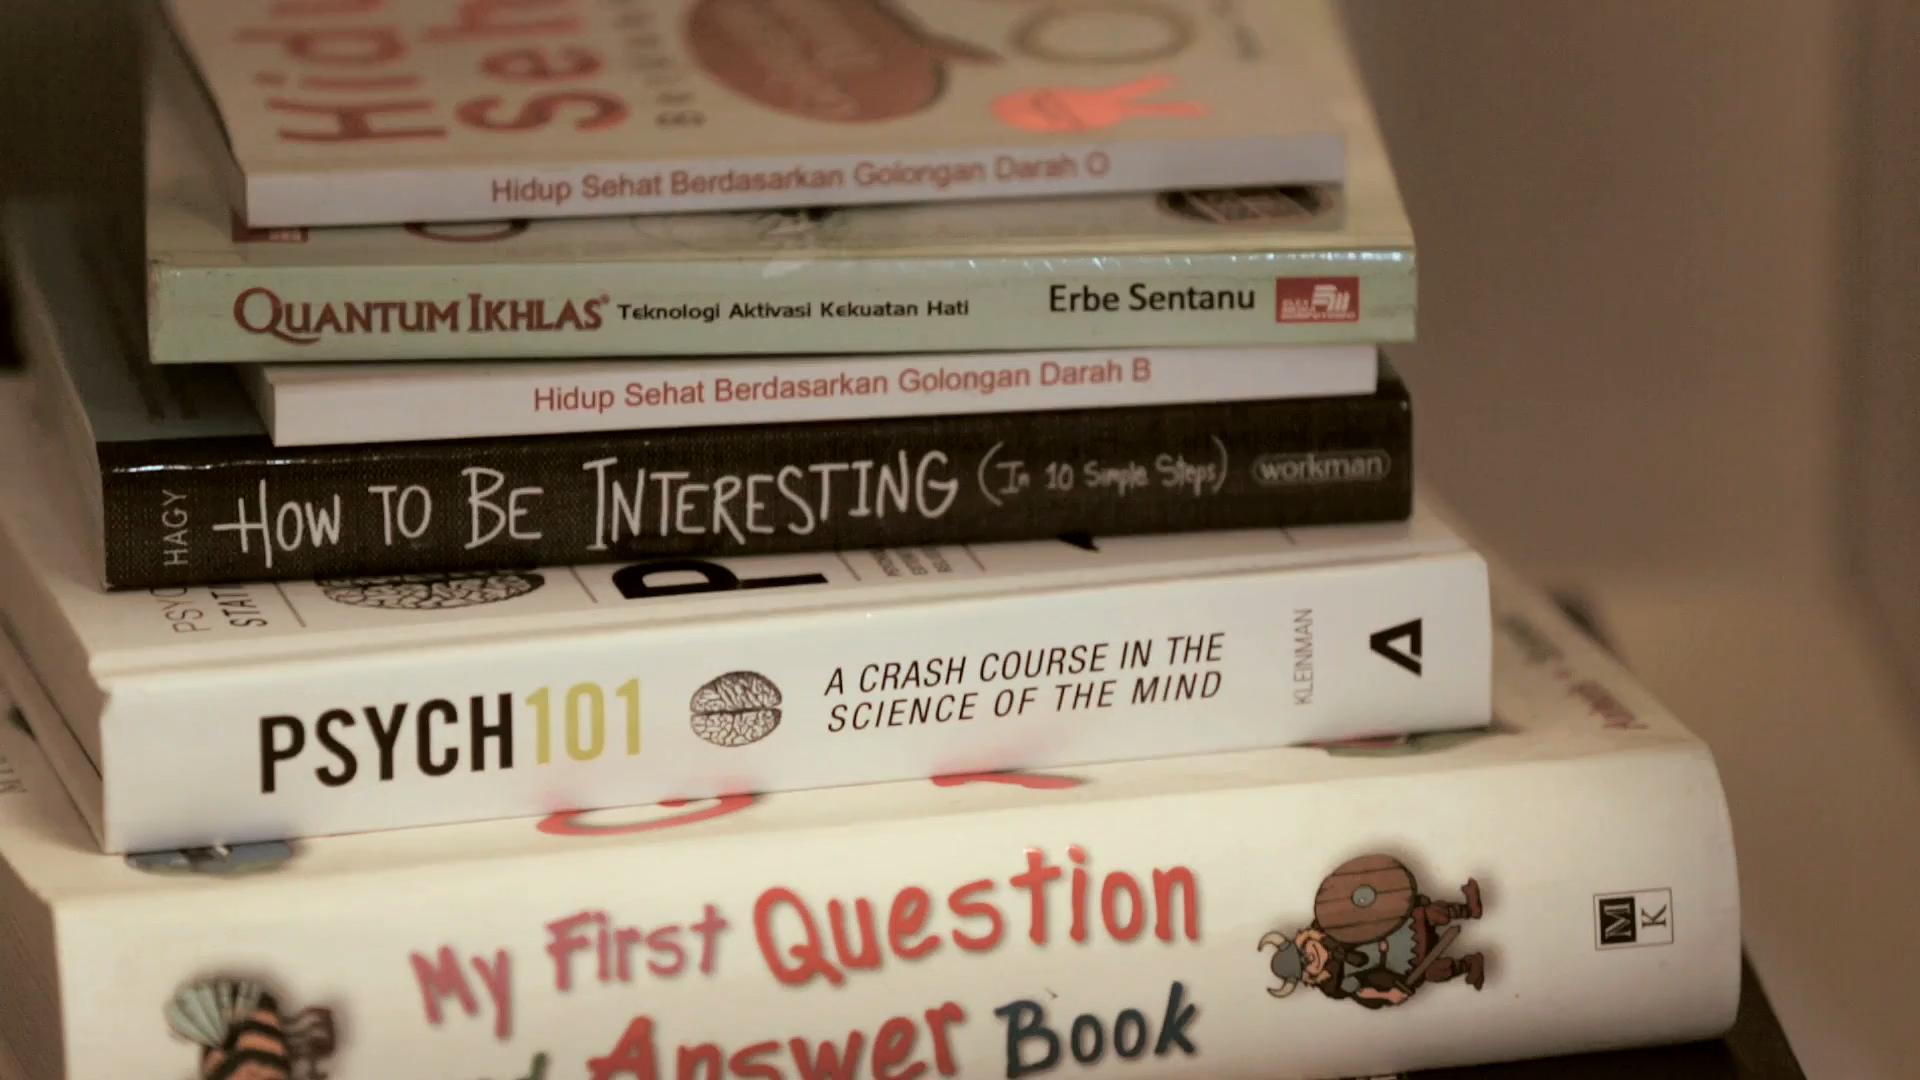 Hidup Sehat Berdasarkan Golongan Darah O
QUANTUM IKHLAS® Teknologi Aktivasi Kekuatan Hati Erbe Sentanu
Hidup Sehat Berdasarkan Golongan Darah B
HAGY HOW TO BE INTERESTING (In 10 Simple Steps) workman
PSYCH101
A CRASH COURSE IN THE
SCIENCE OF THE MIND
KLEINMAN
A
My First Question
Answer Book
MK